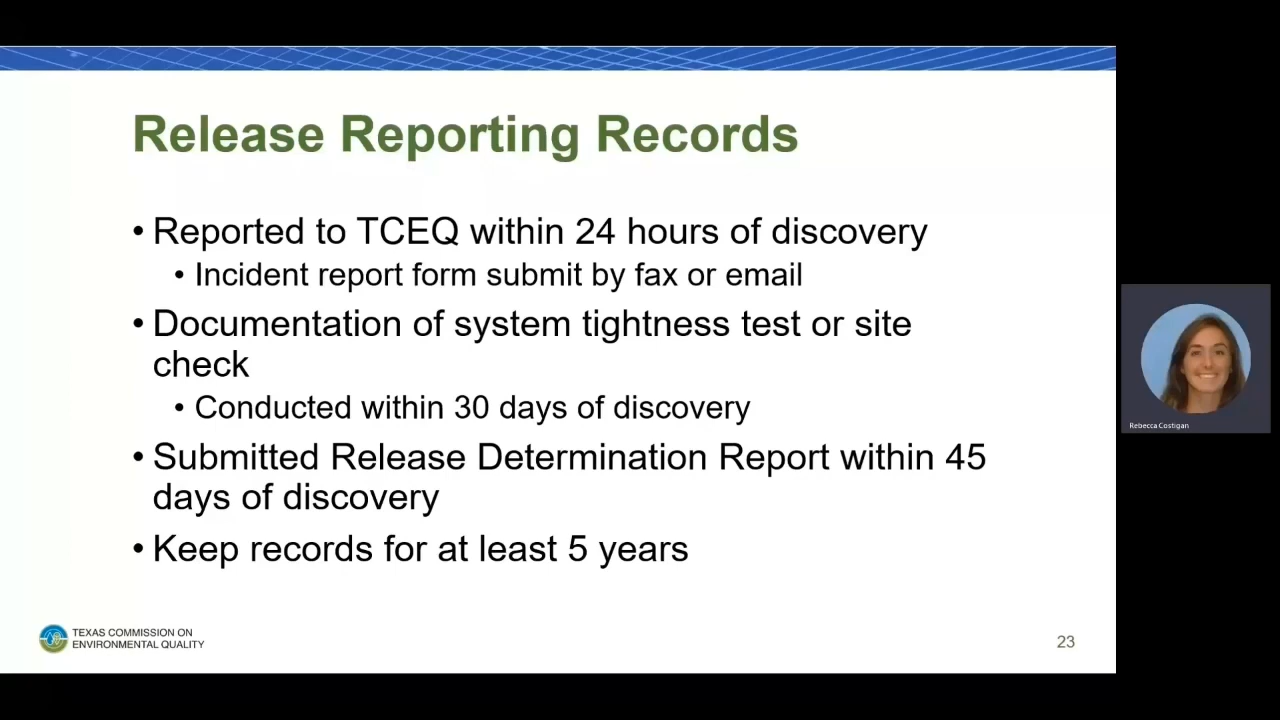 Release Reporting Records
• Reported to TCEQ within 24 hours of discovery
• Incident report form submit by fax or email
• Documentation of system tightness test or site
check
• Conducted within 30 days of discovery
• Submitted Release Determination Report within 45
days of discovery
• Keep records for at least 5 years
TEXAS COMMISSION ON
ENVIRONMENTAL QUALITY
23
Rebecca Costigan